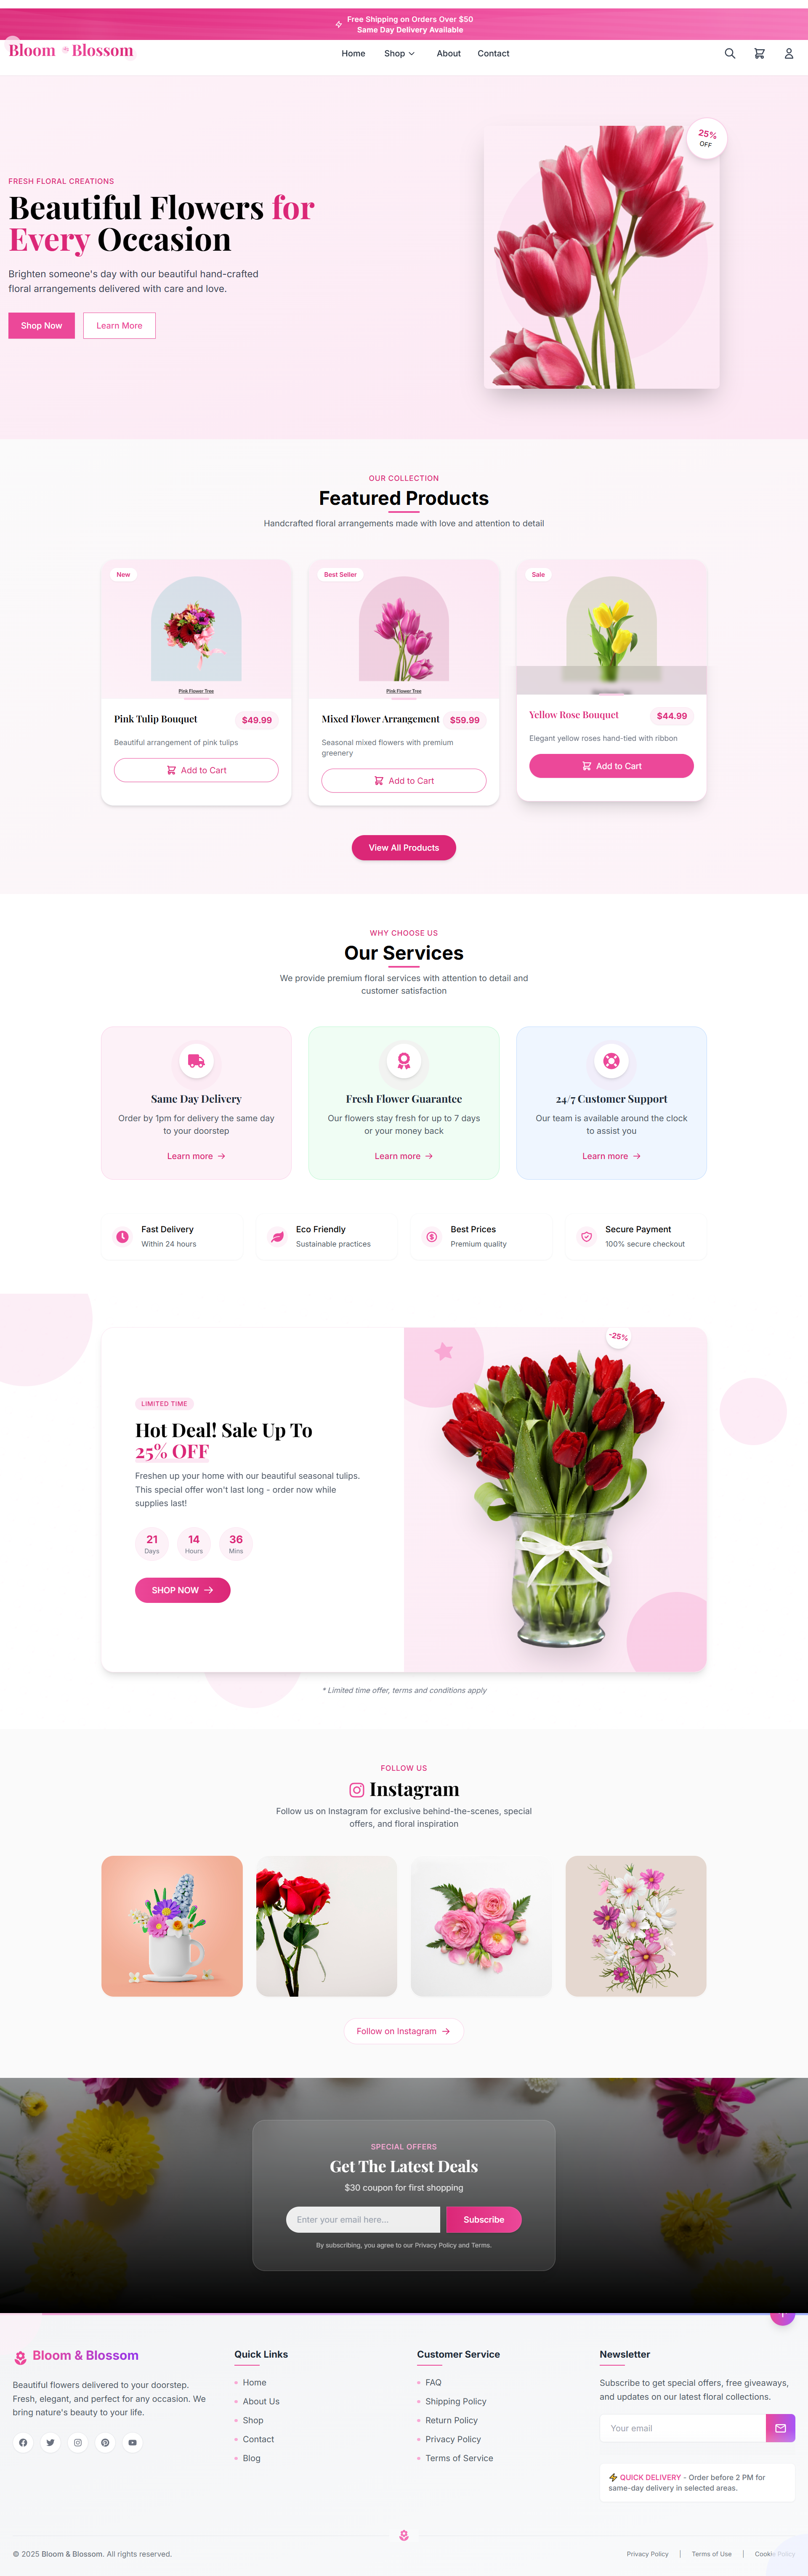 Free Shipping on Orders Over $50
Same Day Delivery Available
Bloom Blossom
Home
Shop
About
Contact
FRESH FLORAL CREATIONS
Beautiful Flowers for
Every Occasion
Brighten someone's day with our beautiful hand-crafted
floral arrangements delivered with care and love.
Shop Now
Learn More
25%
OFF
OUR COLLECTION
Featured Products
Handcrafted floral arrangements made with love and attention to detail
New
Pink Flower Tree
Pink Tulip Bouquet
$49.99
Beautiful arrangement of pink tulips
Add to Cart
Best Seller
Pink Flower Tree
Mixed Flower Arrangement
$59.99
Seasonal mixed flowers with premium
greenery
Add to Cart
Sale
Yellow Rose Bouquet
$44.99
Elegant yellow roses hand-tied with ribbon
Add to Cart
View All Products
WHY CHOOSE US
Our Services
We provide premium floral services with attention to detail and
customer satisfaction
Same Day Delivery
Order by 1pm for delivery the same day
to your doorstep
Learn more
Fresh Flower Guarantee
Our flowers stay fresh for up to 7 days
or your money back
Learn more
24/7 Customer Support
Our team is available around the clock
to assist you
Learn more
Fast Delivery
Within 24 hours
Eco Friendly
Sustainable practices
Best Prices
Premium quality
Secure Payment
100% secure checkout
LIMITED TIME
Hot Deal! Sale Up To
25% OFF
Freshen up your home with our beautiful seasonal tulips.
This special offer won't last long - order now while
supplies last!
21
Days
14
Hours
36
Mins
SHOP NOW
-25%
* Limited time offer, terms and conditions apply
FOLLOW US
Instagram
Follow us on Instagram for exclusive behind-the-scenes, special
offers, and floral inspiration
Follow on Instagram
SPECIAL OFFERS
Get The Latest Deals
$30 coupon for first shopping
Enter your email here...
Subscribe
By subscribing, you agree to our Privacy Policy and Terms.
Bloom & Blossom
Beautiful flowers delivered to your doorstep.
Fresh, elegant, and perfect for any occasion. We
bring nature's beauty to your life.
Quick Links
Home
About Us
Shop
Contact
Blog
Customer Service
FAQ
Shipping Policy
Return Policy
Privacy Policy
Terms of Service
Newsletter
Subscribe to get special offers, free giveaways,
and updates on our latest floral collections.
Your email
QUICK DELIVERY - Order before 2 PM for
same-day delivery in selected areas.
© 2025 Bloom & Blossom. All rights reserved.
Privacy Policy
Terms of Use
Cookie Policy